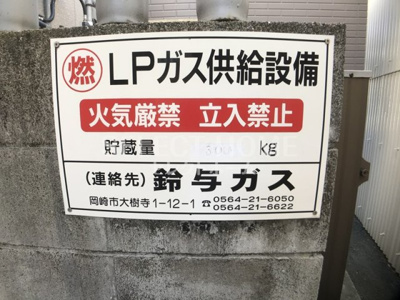 燃 LPガス供給設備
火気厳禁 立入禁止
貯蔵量 kg
(連絡先) 鈴与ガス
岡崎市大樹寺1-12-1 ☎0564-21-6050
0564-21-6622